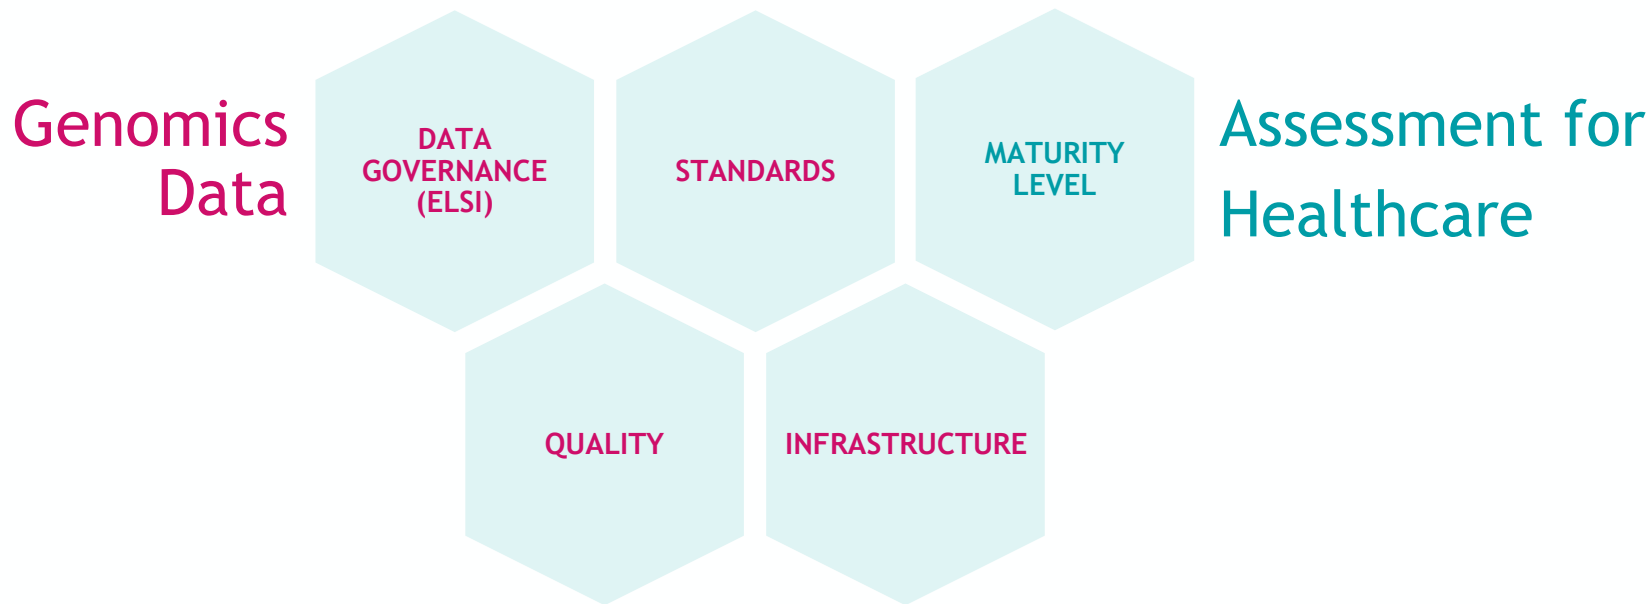 Genomics
Data
DATA
GOVERNANCE
(ELSI)
STANDARDS
MATURITY
LEVEL
Assessment for
Healthcare
QUALITY
INFRASTRUCTURE